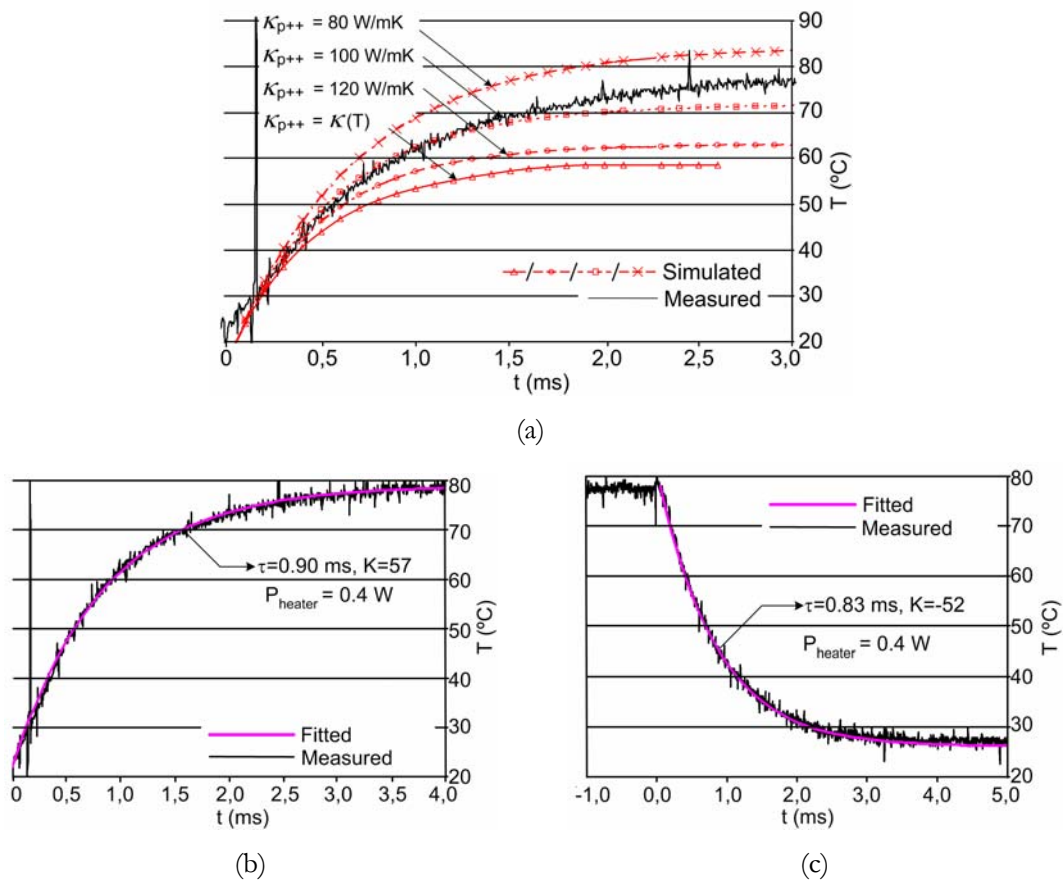 κp++ = 80 W/mK
κp++ = 100 W/mK
κp++ = 120 W/mK
κp++ = κ(T)
90
80
70
60
50
40
30
20
T (ºC)
Simulated
Measured
0 0,5 1,0 1,5 2,0 2,5 3,0
t (ms)
(a)
τ=0.90 ms, K=57
Pheater = 0.4 W
Fitted
Measured
80
70
60
50
40
30
20
T (ºC)
0 0,5 1,0 1,5 2,0 2,5 3,0 3,5 4,0
t (ms)
(b)
Fitted
Measured
τ=0.83 ms, K=-52
Pheater = 0.4 W
80
70
60
50
40
30
20
T (ºC)
-1,0 0,0 1,0 2,0 3,0 4,0 5,0
t (ms)
(c)